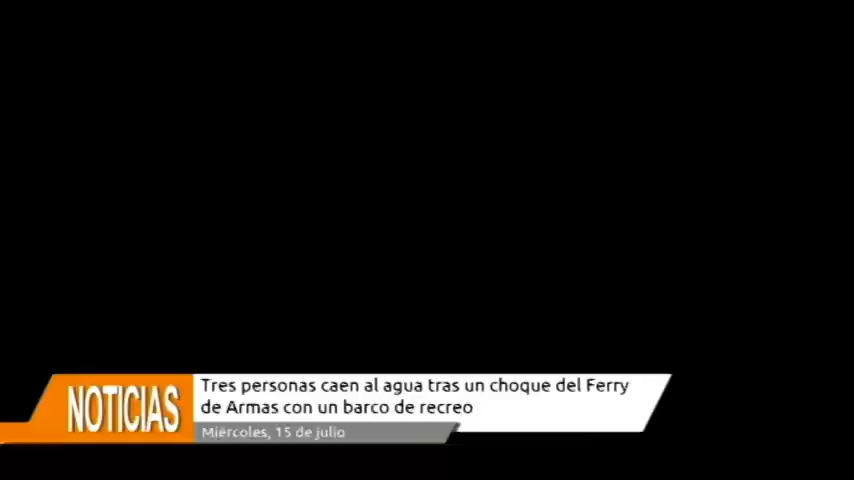 NOTICIAS
Tres personas caen al agua tras un choque del Ferry
de Armas con un barco de recreo
Miércoles, 15 de julio